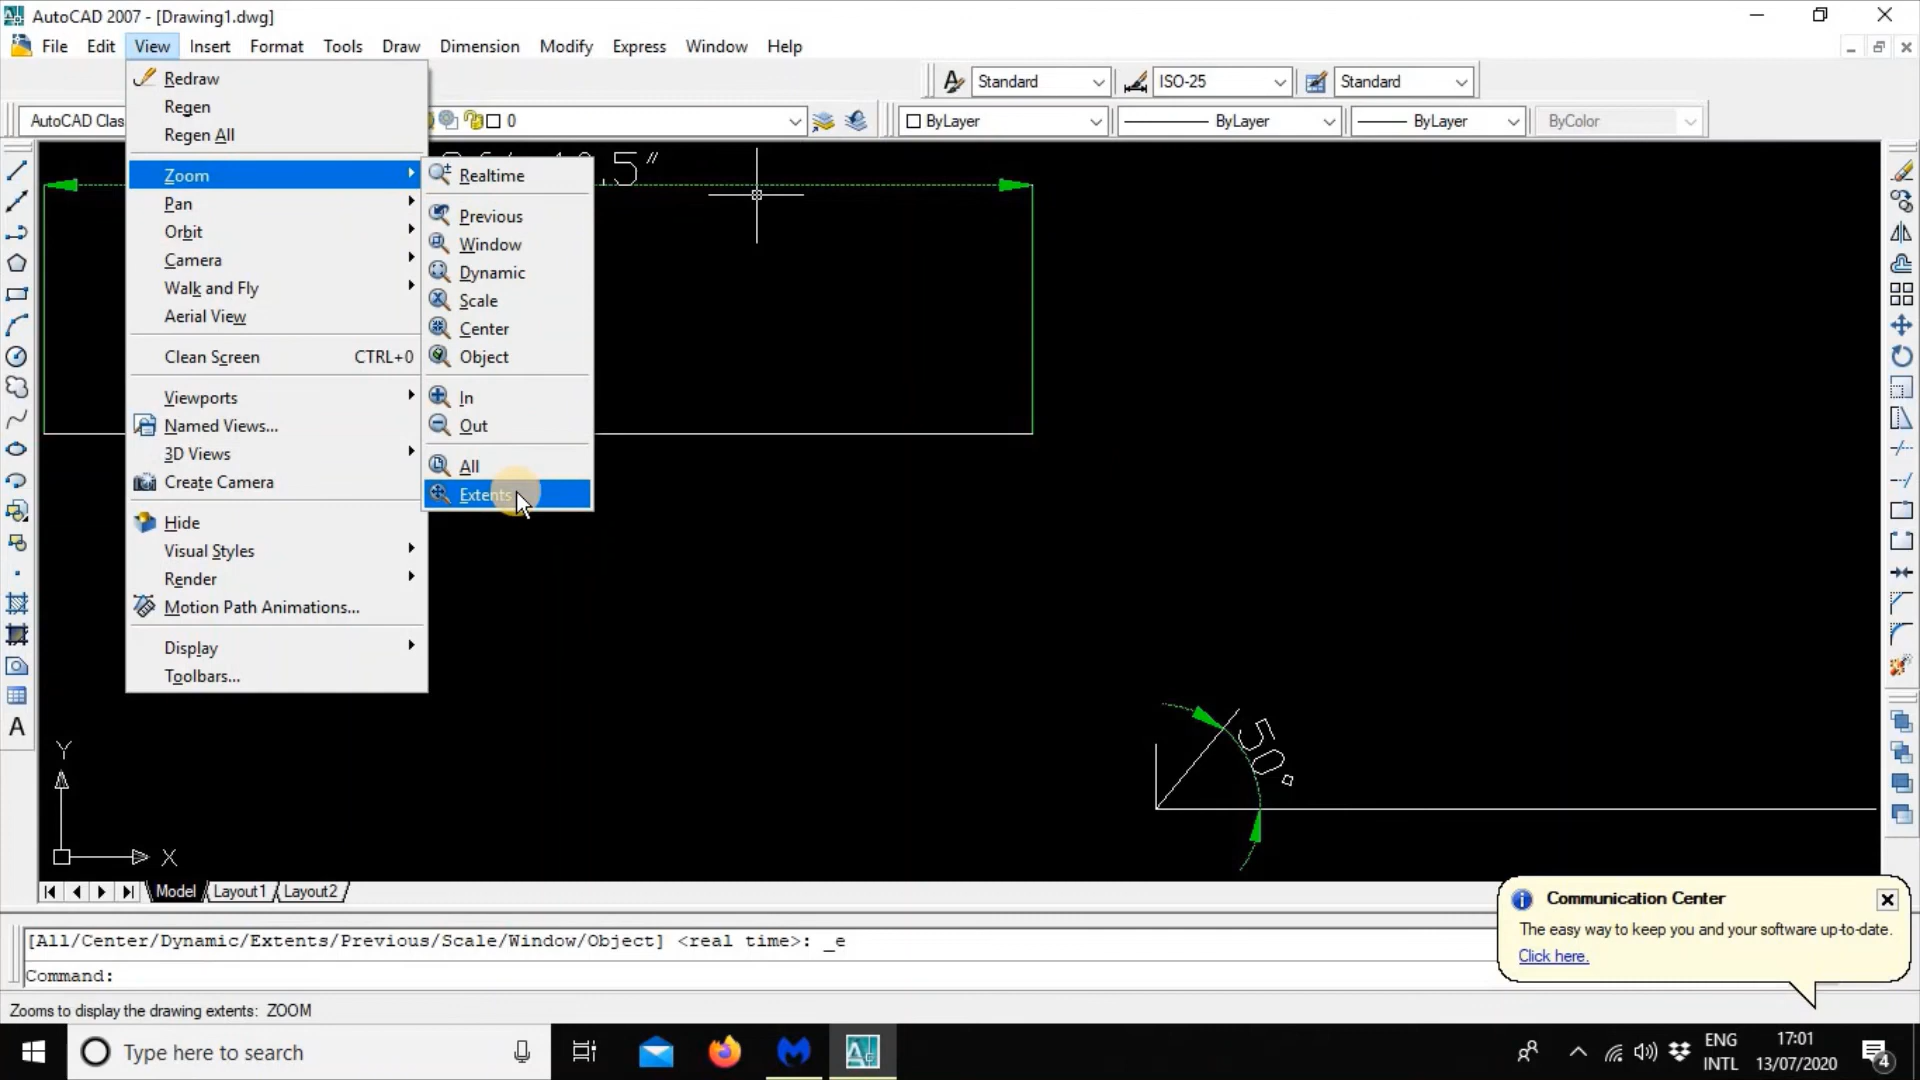 AutoCAD 2007 - [Drawing1.dwg]
File Edit View Insert Format Tools Draw Dimension Modify Express Window Help
Standard ISO-25 Standard
AutoCAD Clas 0 ByLayer ByLayer ByLayer ByColor
Redraw
Regen
Regen All
Zoom
Pan
Orbit
Camera
Walk and Fly
Aerial View
Clean Screen CTRL+0
Viewports
Named Views...
3D Views
Create Camera
Hide
Visual Styles
Render
Motion Path Animations...
Display
Toolbars...
Realtime
Previous
Window
Dynamic
Scale
Center
Object
In
Out
All
Extents
.5"
50°
Y
X
A
Model Layout1 Layout2
Communication Center
The easy way to keep you and your software up-to-date.
Click here.
[All/Center/Dynamic/Extents/Previous/Scale/Window/Object] <real time>: _e
Command:
Zooms to display the drawing extents: ZOOM
Type here to search
ENG
INTL
17:01
13/07/2020
4